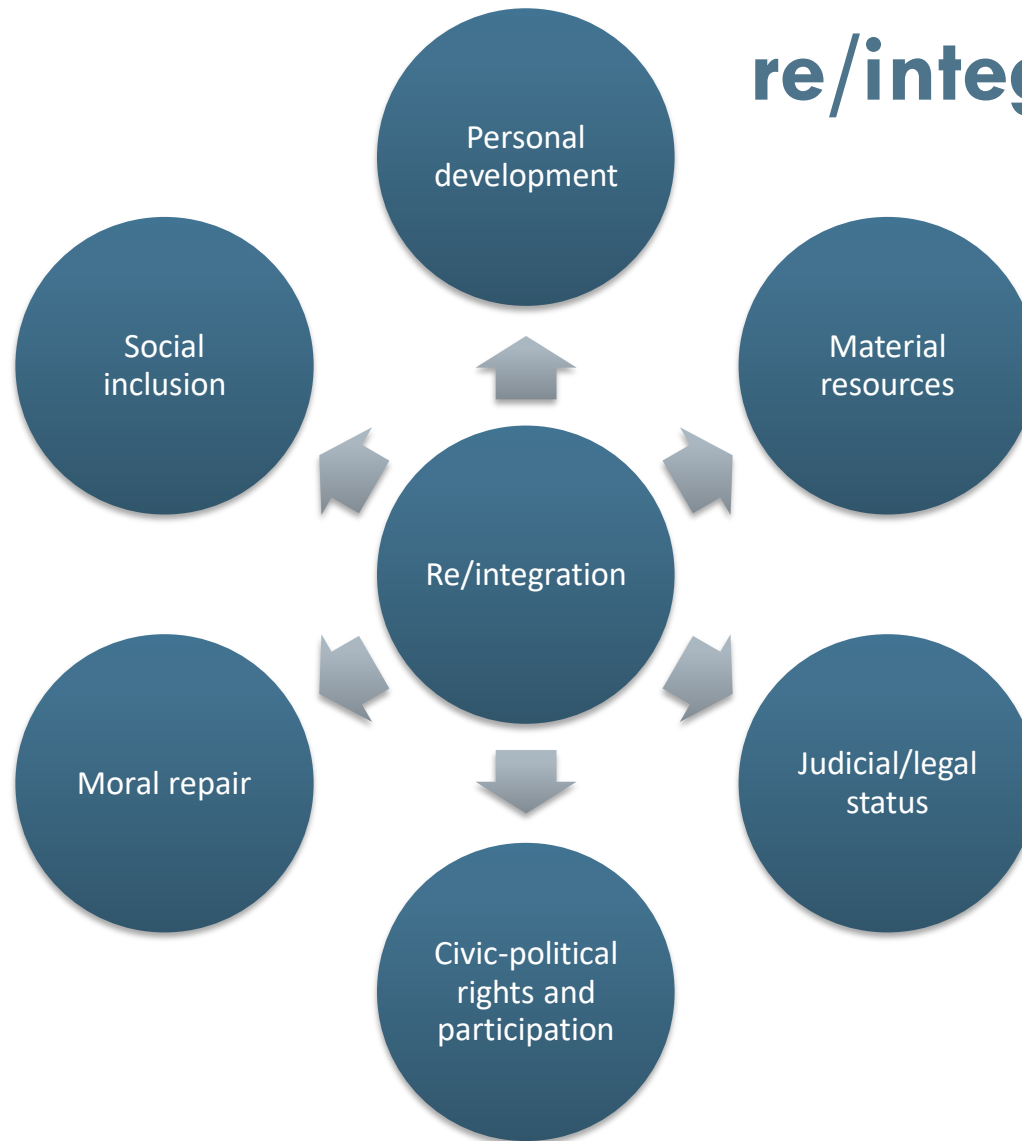 re/integ
Personal
development
Social
inclusion
Material
resources
Re/integration
Moral repair
Judicial/legal
status
Civic-political
rights and
participation